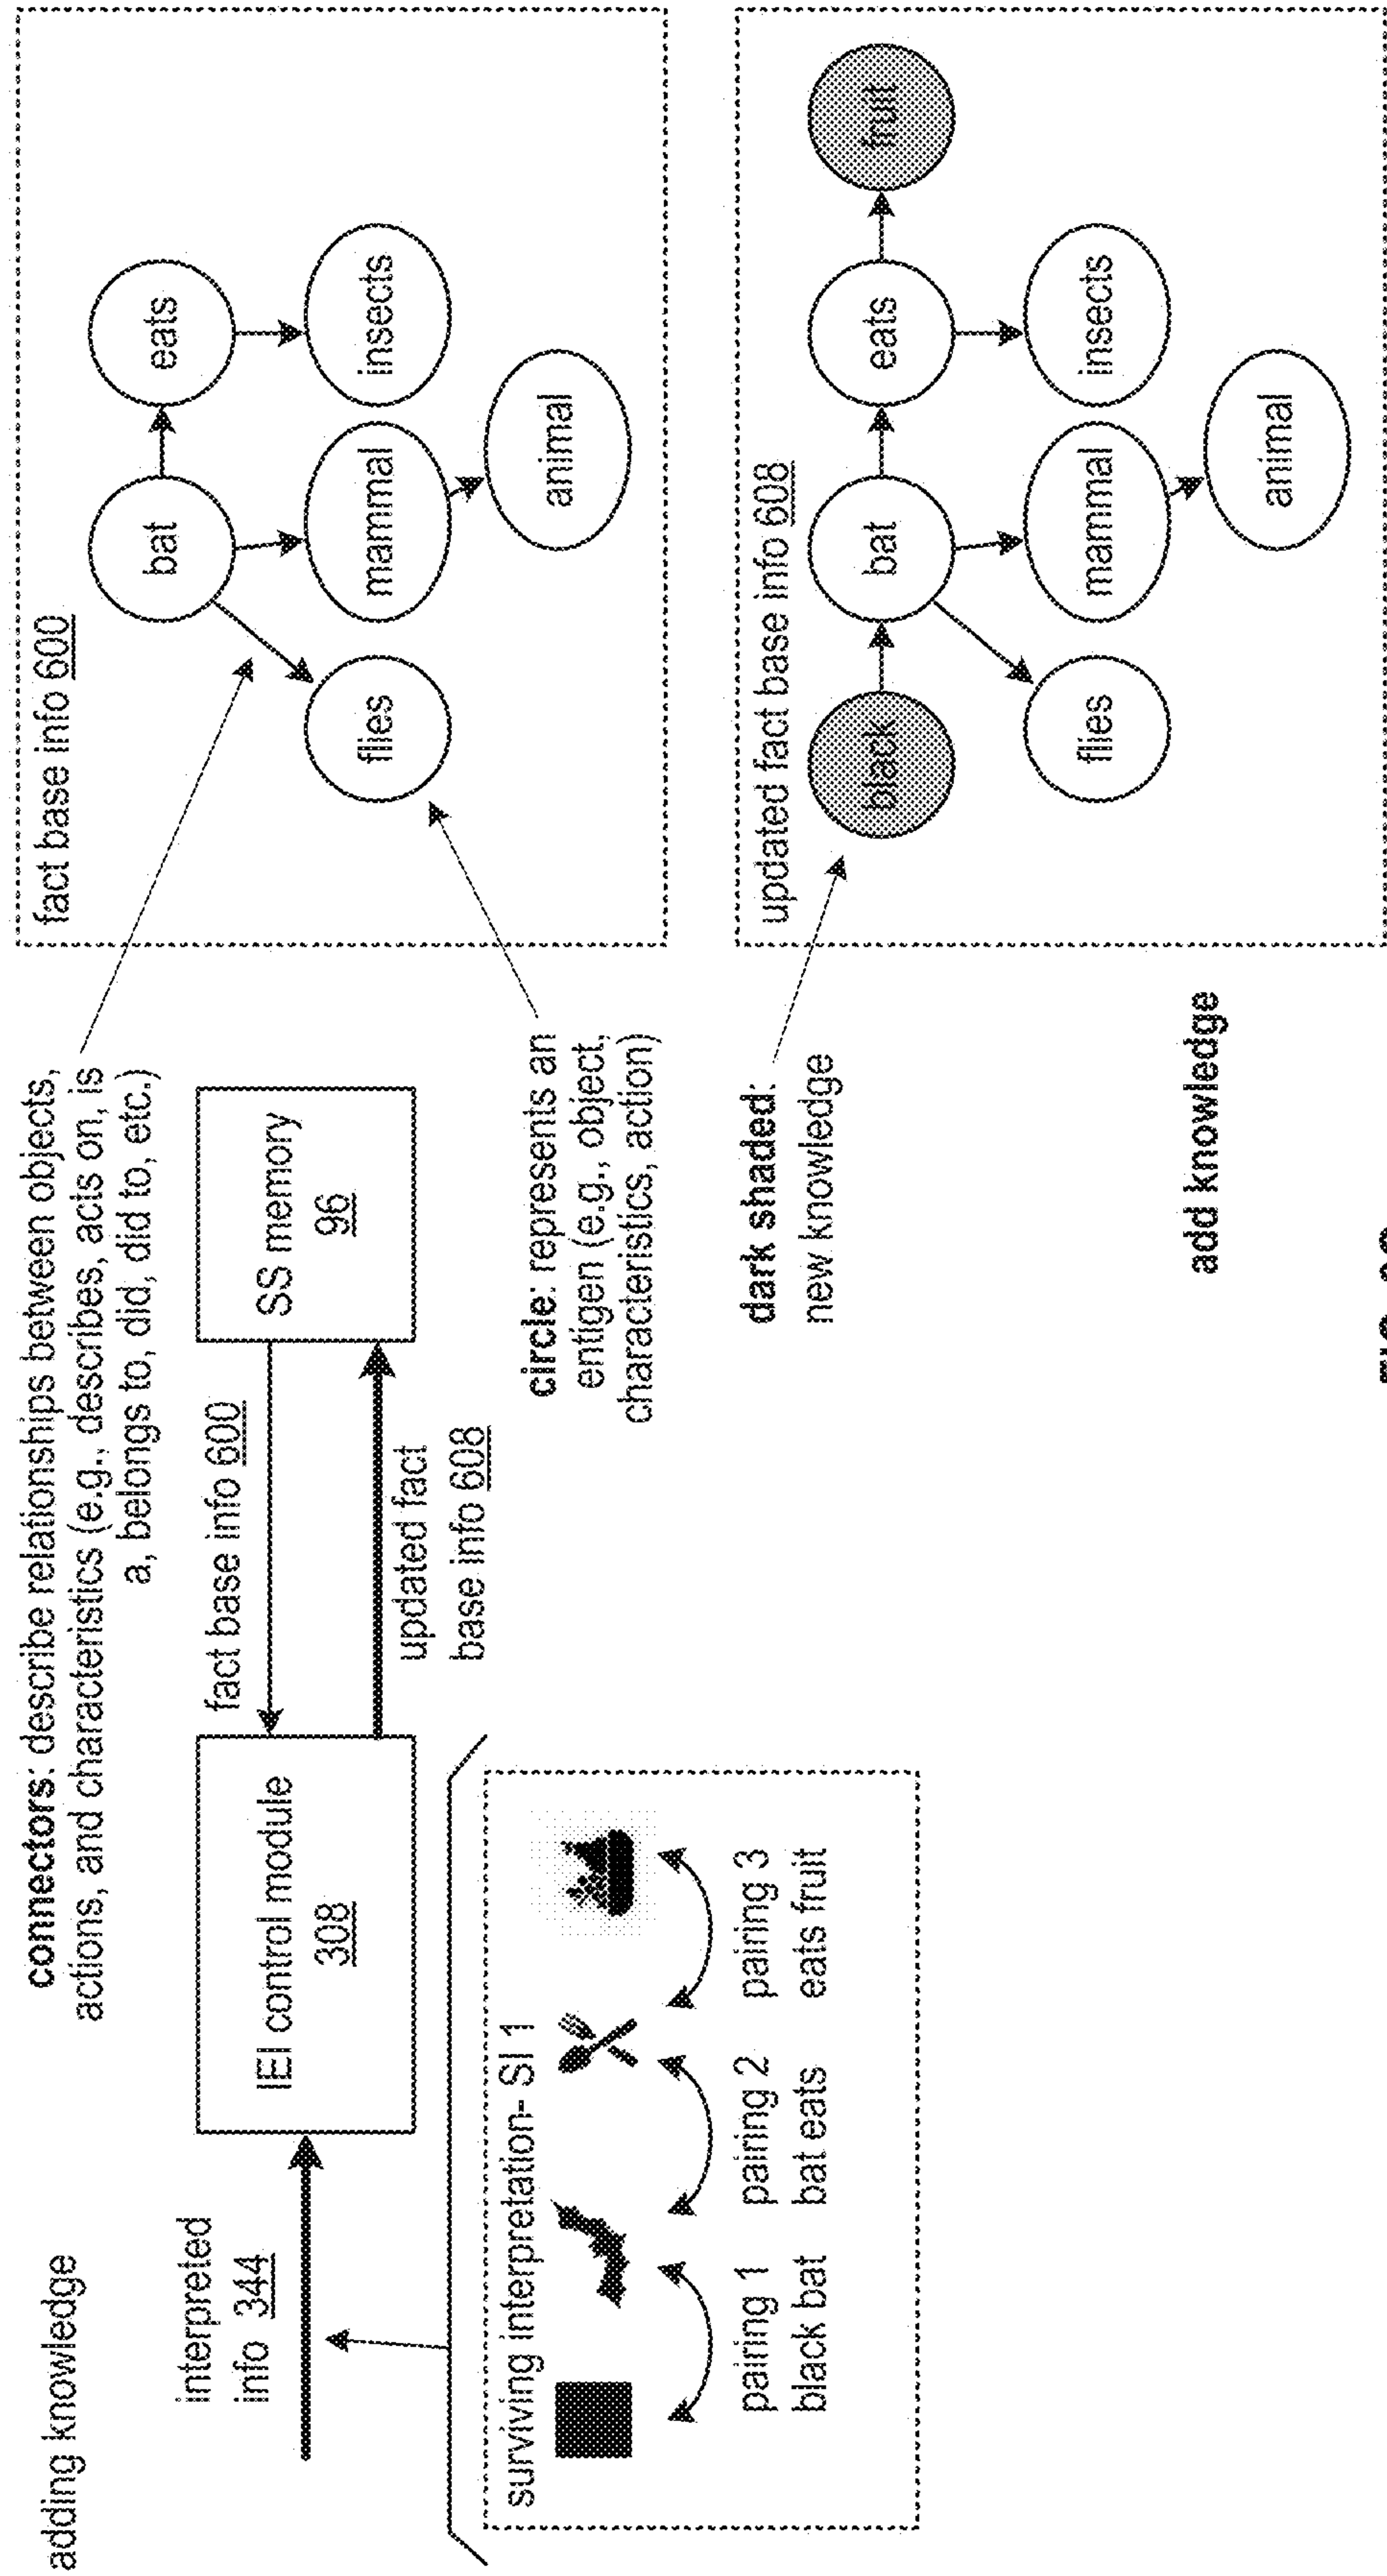 adding knowledge
connectors: describe relationships between objects,
actions, and characteristics (e.g., describes, acts on, is
a, belongs to, did, did to, etc.)
interpreted
info 344
IEI control module
308
fact base info 600
updated fact
base info 608
SS memory
96
surviving interpretation- SI 1
pairing 1
black bat
pairing 2
bat eats
pairing 3
eats fruit
circle: represents an
entigen (e.g., object,
characteristics, action)
dark shaded:
new knowledge
add knowledge
fact base info 600
bat
eats
flies
mammal
insects
animal
updated fact base info 608
black
bat
eats
fruit
flies
mammal
insects
animal